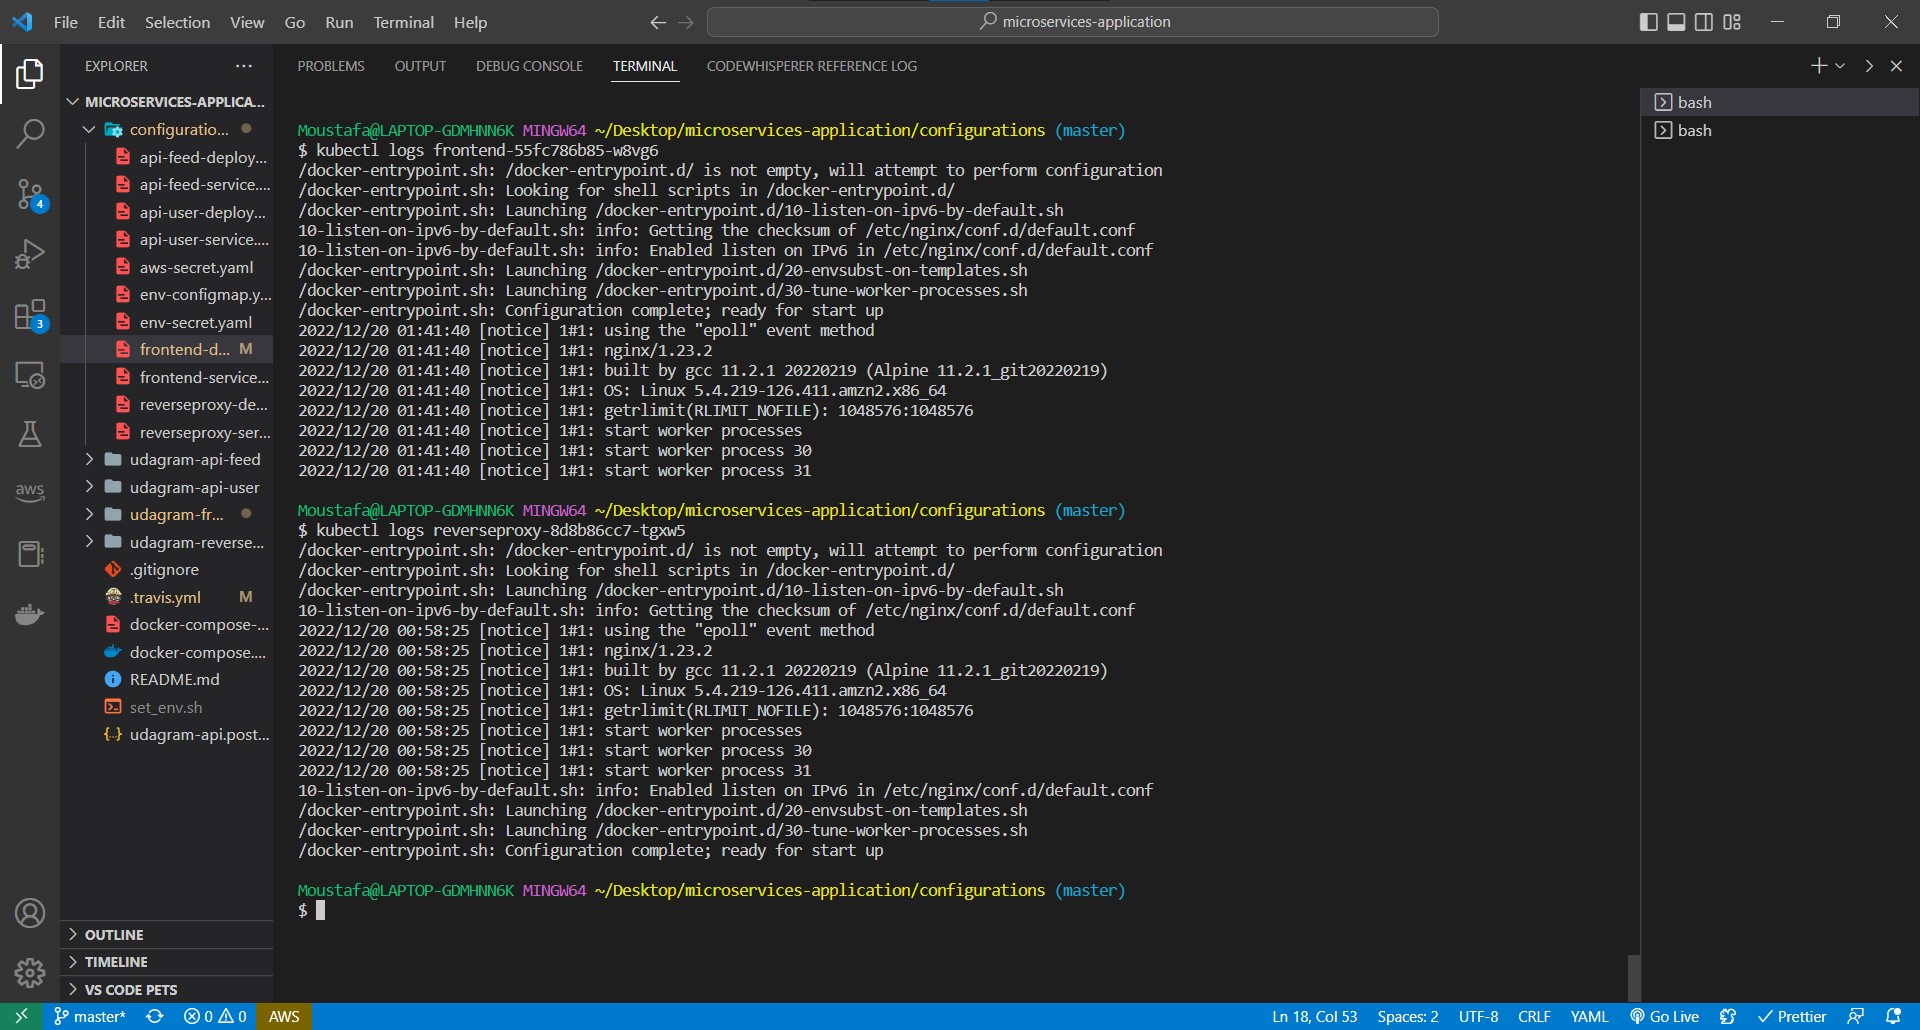 File Edit Selection View Go Run Terminal Help
microservices-application
EXPLORER
PROBLEMS OUTPUT DEBUG CONSOLE TERMINAL CODEWHISPERER REFERENCE LOG
MICROSERVICES-APPLICA...
configuratio...
api-feed-deploy...
api-feed-service....
api-user-deploy...
api-user-service....
aws-secret.yaml
env-configmap.y...
env-secret.yaml
frontend-d... M
frontend-service...
reverseproxy-de...
reverseproxy-ser...
udagram-api-feed
udagram-api-user
udagram-fr...
udagram-reverse...
.gitignore
.travis.yml M
docker-compose-...
docker-compose....
README.md
set_env.sh
udagram-api.post...
OUTLINE
TIMELINE
VS CODE PETS
4
3
aws
Moustafa@LAPTOP-GDMHNN6K MINGW64 ~/Desktop/microservices-application/configurations (master)
$ kubectl logs frontend-55fc786b85-w8vg6
/docker-entrypoint.sh: /docker-entrypoint.d/ is not empty, will attempt to perform configuration
/docker-entrypoint.sh: Looking for shell scripts in /docker-entrypoint.d/
/docker-entrypoint.sh: Launching /docker-entrypoint.d/10-listen-on-ipv6-by-default.sh
10-listen-on-ipv6-by-default.sh: info: Getting the checksum of /etc/nginx/conf.d/default.conf
10-listen-on-ipv6-by-default.sh: info: Enabled listen on IPv6 in /etc/nginx/conf.d/default.conf
/docker-entrypoint.sh: Launching /docker-entrypoint.d/20-envsubst-on-templates.sh
/docker-entrypoint.sh: Launching /docker-entrypoint.d/30-tune-worker-processes.sh
/docker-entrypoint.sh: Configuration complete; ready for start up
2022/12/20 01:41:40 [notice] 1#1: using the "epoll" event method
2022/12/20 01:41:40 [notice] 1#1: nginx/1.23.2
2022/12/20 01:41:40 [notice] 1#1: built by gcc 11.2.1 20220219 (Alpine 11.2.1_git20220219)
2022/12/20 01:41:40 [notice] 1#1: OS: Linux 5.4.219-126.411.amzn2.x86_64
2022/12/20 01:41:40 [notice] 1#1: getrlimit(RLIMIT_NOFILE): 1048576:1048576
2022/12/20 01:41:40 [notice] 1#1: start worker processes
2022/12/20 01:41:40 [notice] 1#1: start worker process 30
2022/12/20 01:41:40 [notice] 1#1: start worker process 31
Moustafa@LAPTOP-GDMHNN6K MINGW64 ~/Desktop/microservices-application/configurations (master)
$ kubectl logs reverseproxy-8d8b86cc7-tgxw5
/docker-entrypoint.sh: /docker-entrypoint.d/ is not empty, will attempt to perform configuration
/docker-entrypoint.sh: Looking for shell scripts in /docker-entrypoint.d/
/docker-entrypoint.sh: Launching /docker-entrypoint.d/10-listen-on-ipv6-by-default.sh
10-listen-on-ipv6-by-default.sh: info: Getting the checksum of /etc/nginx/conf.d/default.conf
2022/12/20 00:58:25 [notice] 1#1: using the "epoll" event method
2022/12/20 00:58:25 [notice] 1#1: nginx/1.23.2
2022/12/20 00:58:25 [notice] 1#1: built by gcc 11.2.1 20220219 (Alpine 11.2.1_git20220219)
2022/12/20 00:58:25 [notice] 1#1: OS: Linux 5.4.219-126.411.amzn2.x86_64
2022/12/20 00:58:25 [notice] 1#1: getrlimit(RLIMIT_NOFILE): 1048576:1048576
2022/12/20 00:58:25 [notice] 1#1: start worker processes
2022/12/20 00:58:25 [notice] 1#1: start worker process 30
2022/12/20 00:58:25 [notice] 1#1: start worker process 31
10-listen-on-ipv6-by-default.sh: info: Enabled listen on IPv6 in /etc/nginx/conf.d/default.conf
/docker-entrypoint.sh: Launching /docker-entrypoint.d/20-envsubst-on-templates.sh
/docker-entrypoint.sh: Launching /docker-entrypoint.d/30-tune-worker-processes.sh
/docker-entrypoint.sh: Configuration complete; ready for start up
Moustafa@LAPTOP-GDMHNN6K MINGW64 ~/Desktop/microservices-application/configurations (master)
$
bash
bash
master* 0 0 AWS Ln 18, Col 53 Spaces: 2 UTF-8 CRLF YAML Go Live Prettier